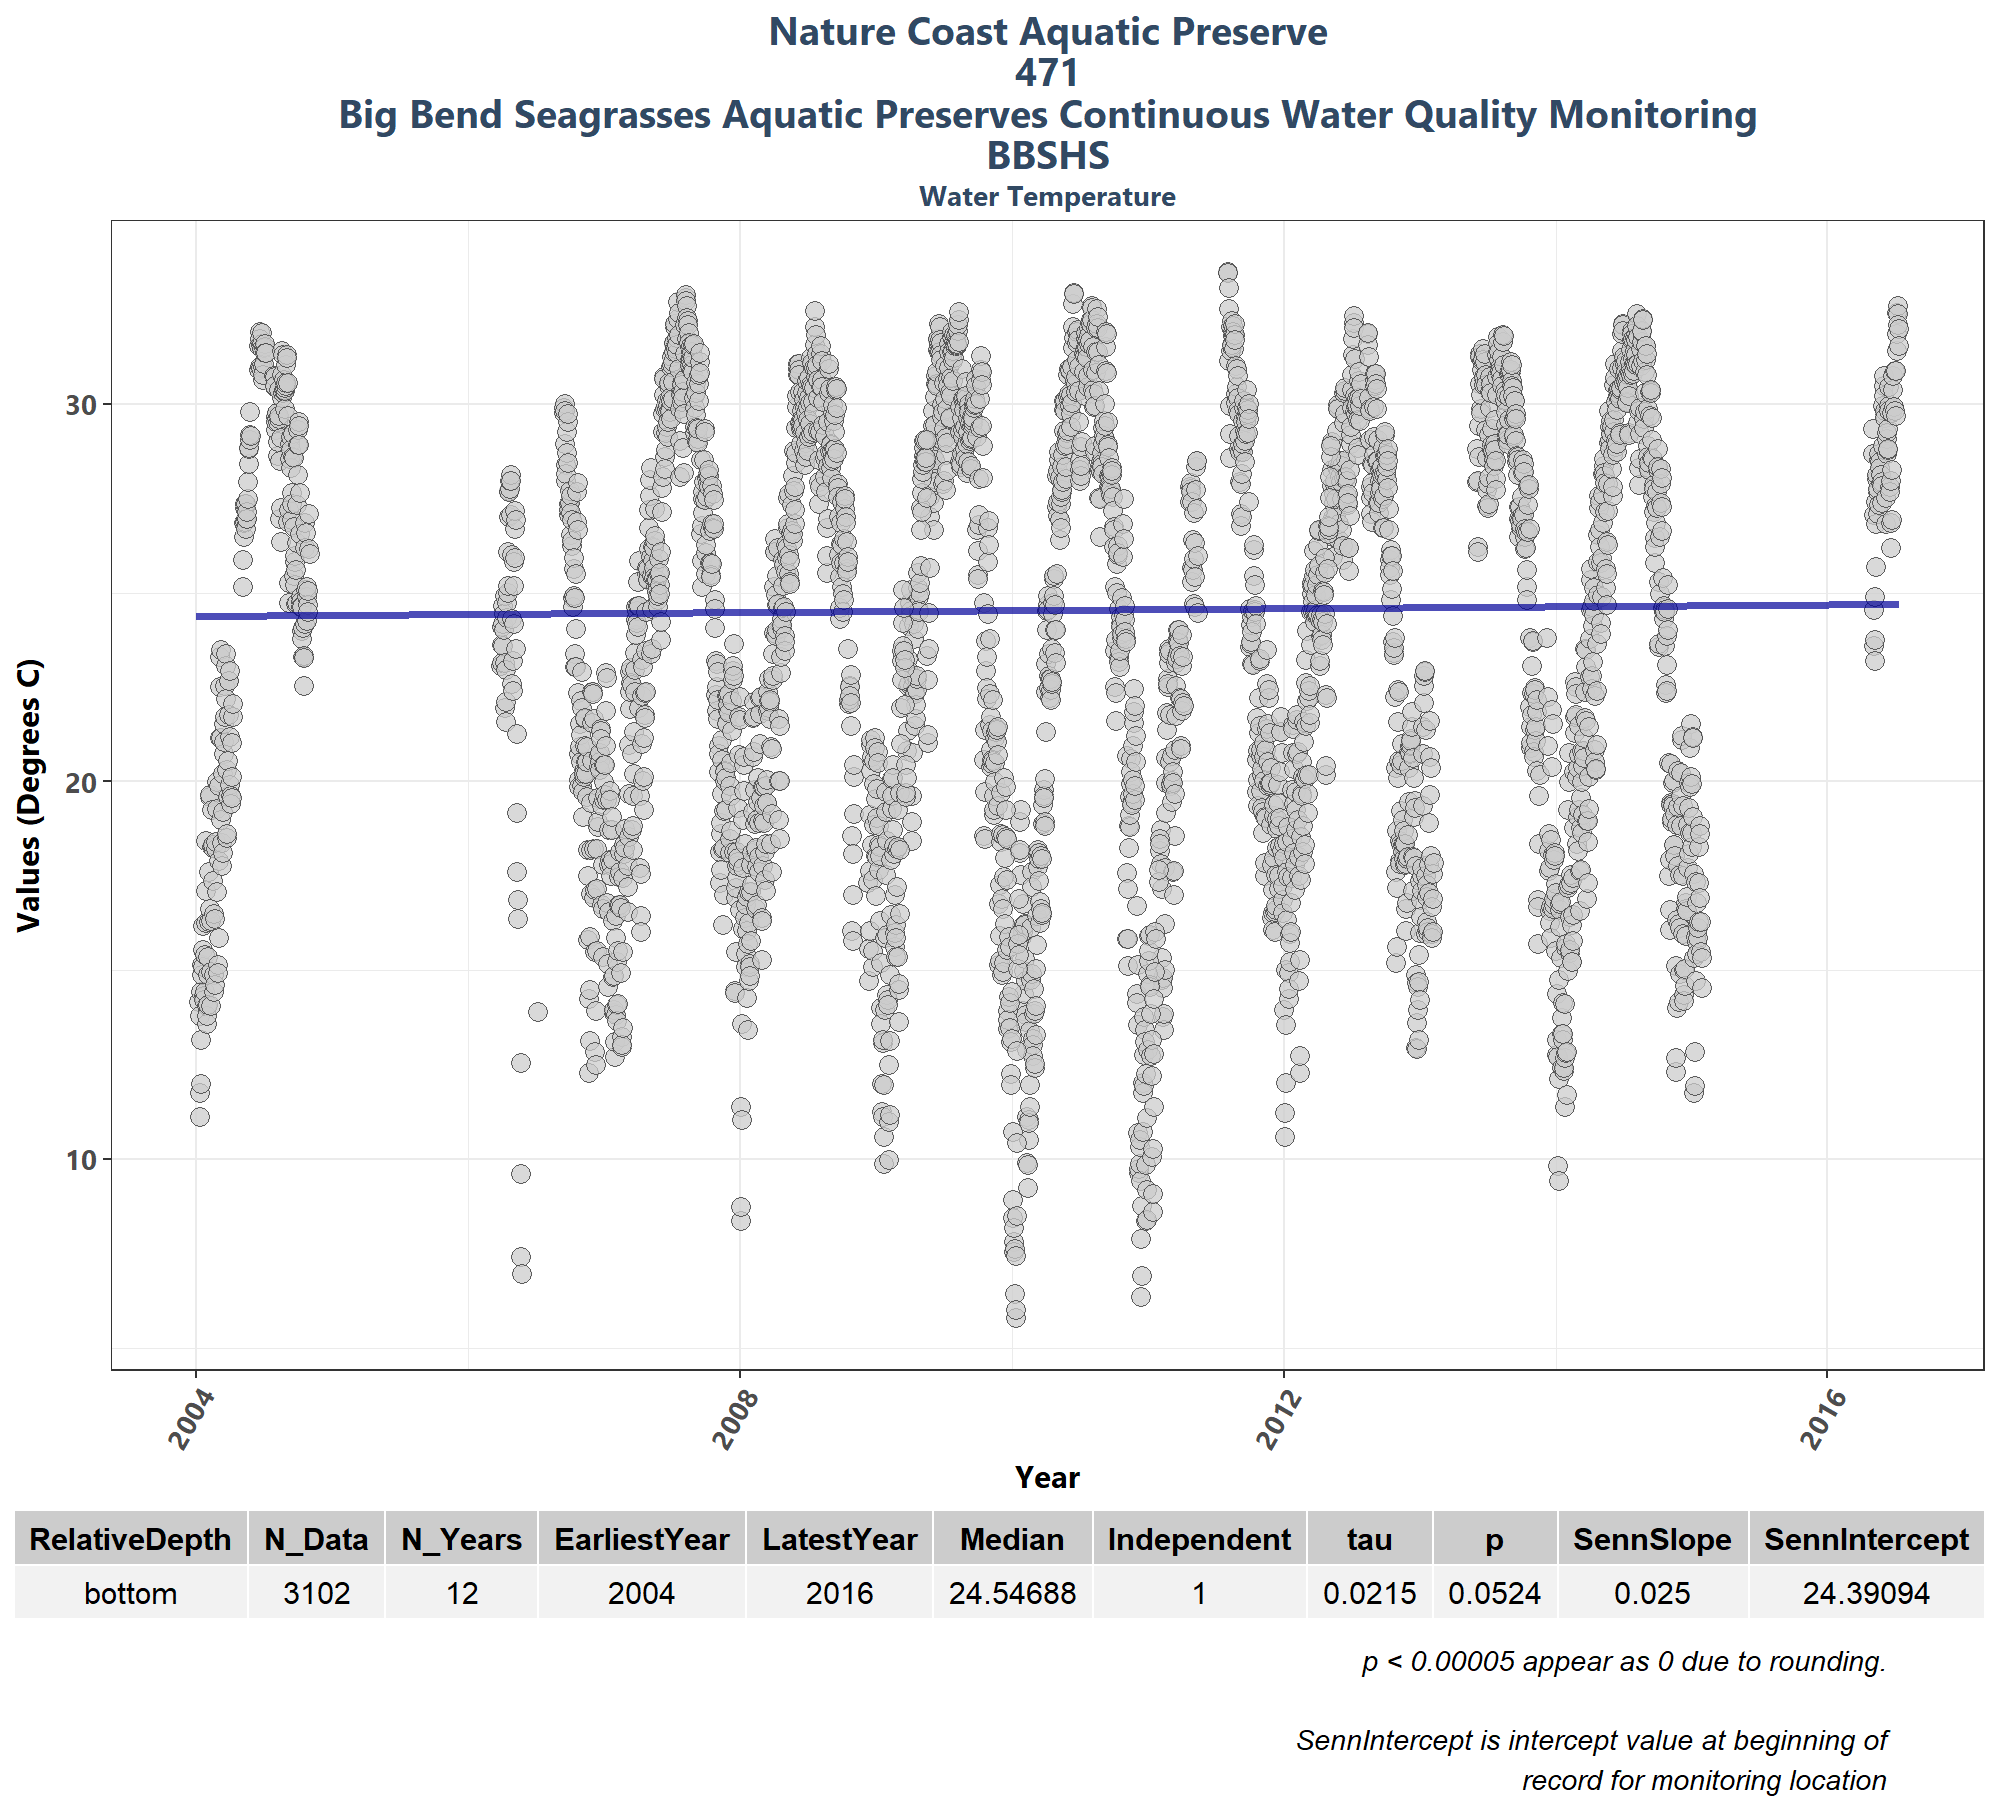 Nature Coast Aquatic Preserve
471
Big Bend Seagrasses Aquatic Preserves Continuous Water Quality Monitoring
BBSHS
Water Temperature
Values (Degrees C)
30
20
10
2004
2008
2012
2016
Year
RelativeDepth N_Data N_Years EarliestYear LatestYear Median Independent tau p SennSlope SennIntercept
bottom 3102 12 2004 2016 24.54688 1 0.0215 0.0524 0.025 24.39094
p < 0.00005 appear as 0 due to rounding.
SennIntercept is intercept value at beginning of
record for monitoring location